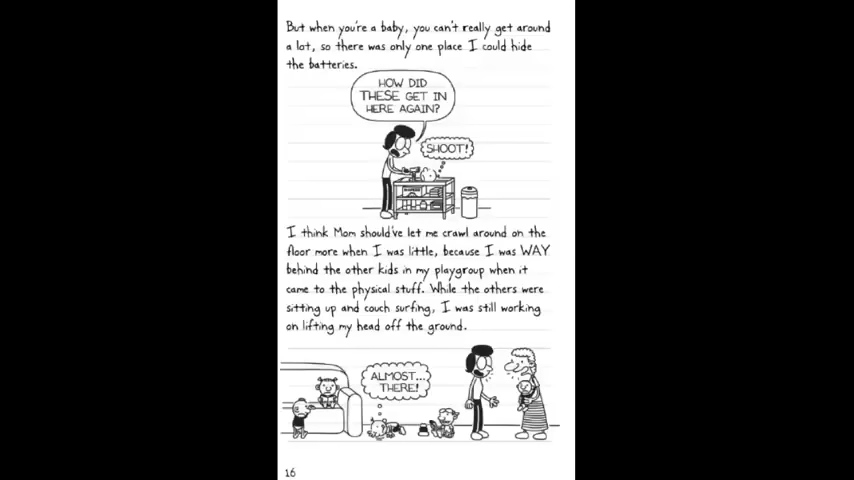 But when you're a baby, you can't really get around
a lot, so there was only one place I could hide
the batteries.
HOW DID
THESE GET IN
HERE AGAIN?
SHOOT!
I think Mom should've let me crawl around on the
floor more when I was little, because I was WAY
behind the other kids in my playgroup when it
came to the physical stuff. While the others were
sitting up and couch surfing, I was still working
on lifting my head off the ground.
ALMOST...
THERE!
16